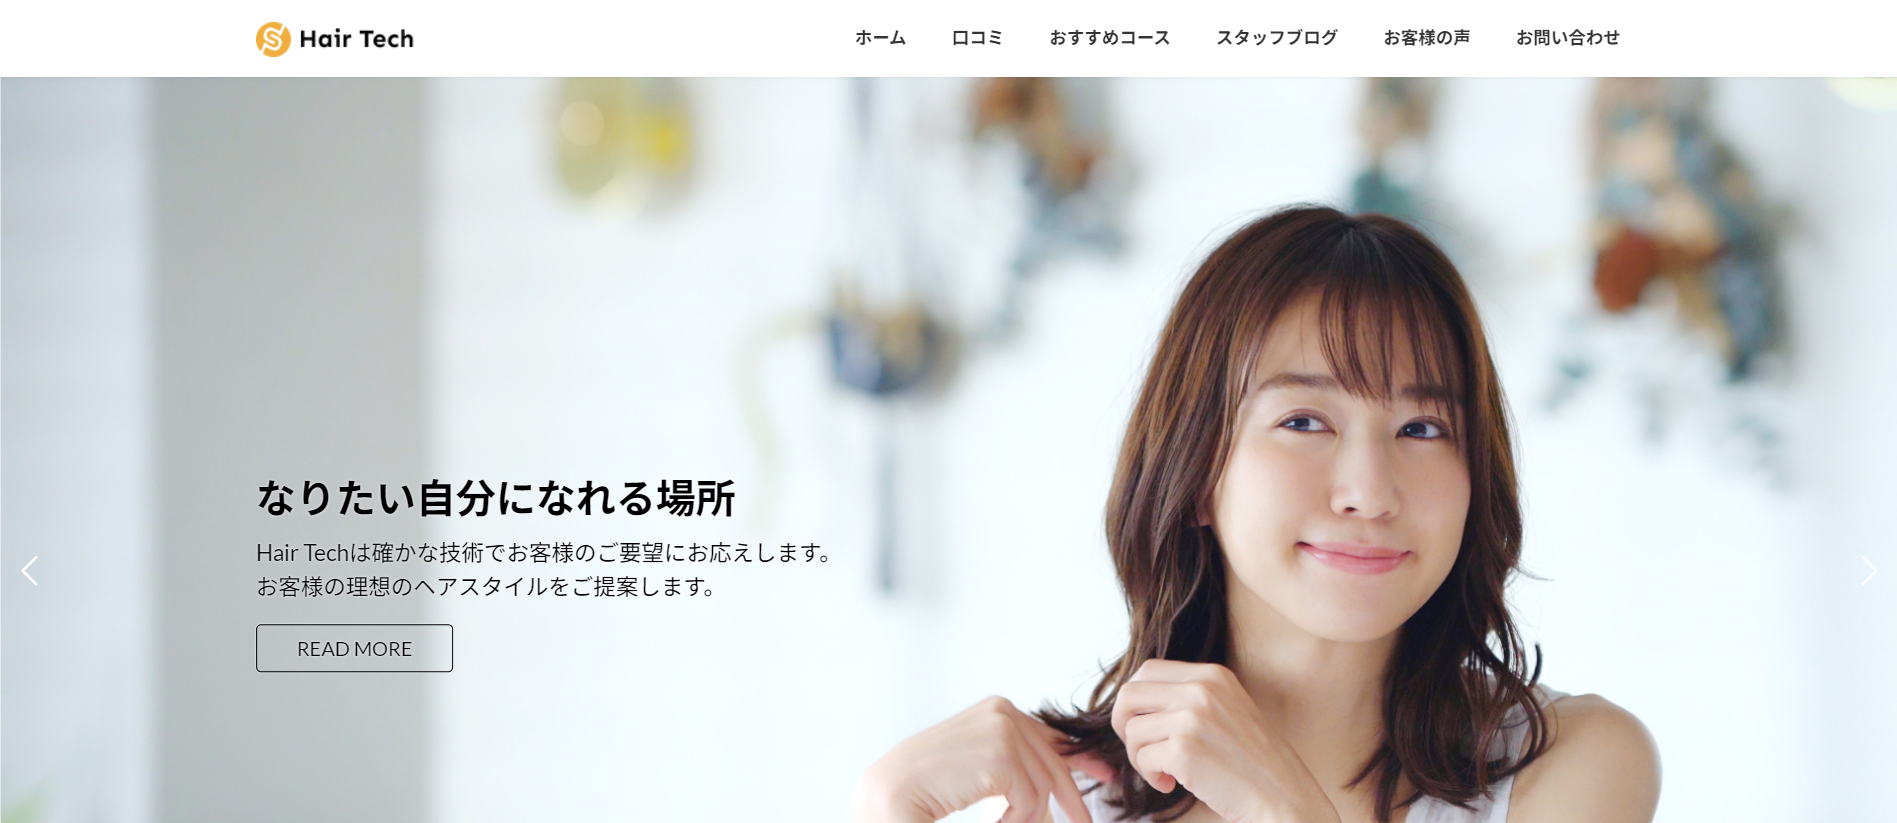 Hair Tech
ホーム 口コミ おすすめコース スタッフブログ お客様の声 お問い合わせ
なりたい自分になれる場所
Hair Techは確かな技術でお客様のご要望にお応えします。
お客様の理想のヘアスタイルをご提案します。
READ MORE